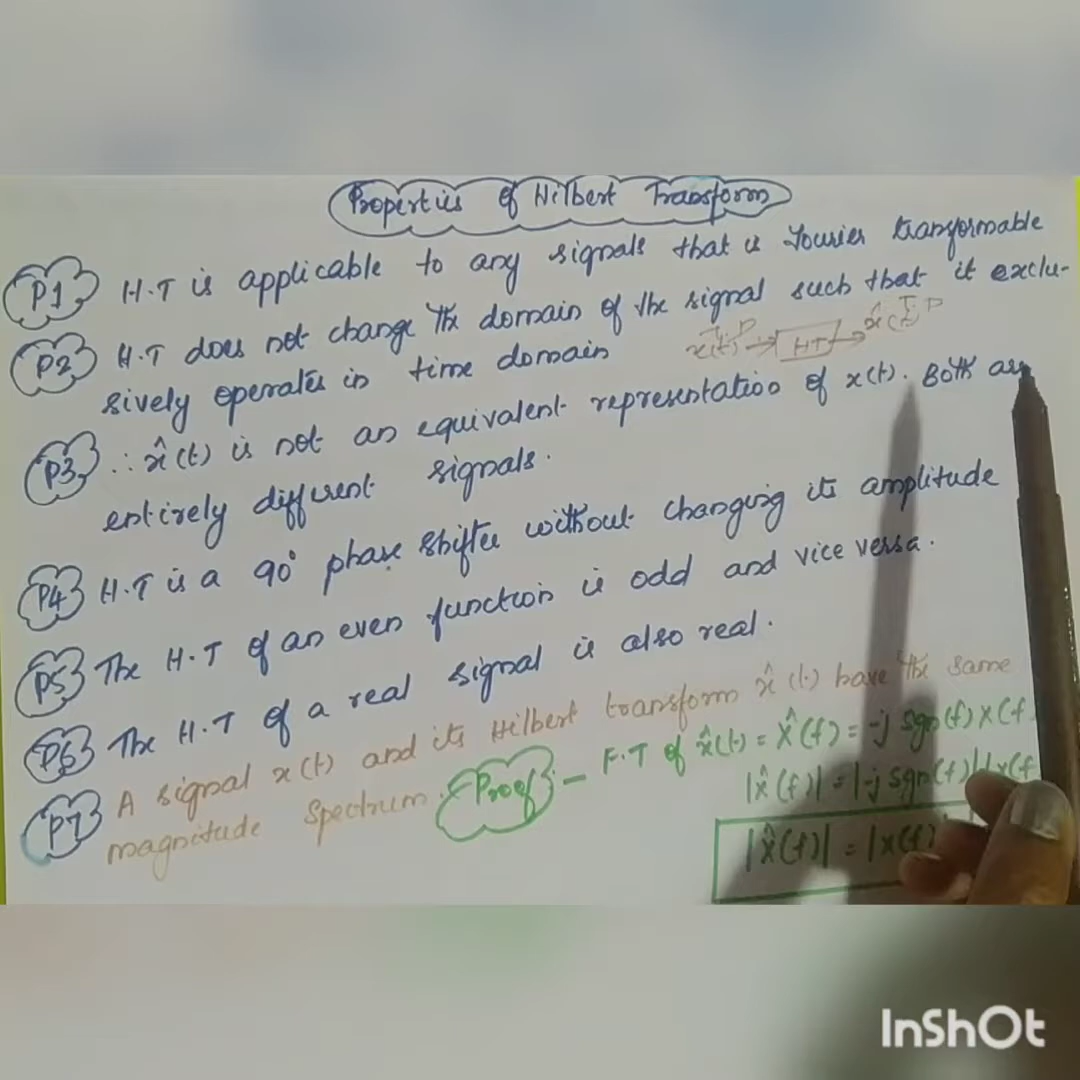 Properties of Hilbert Transform
P1 H.T is applicable to any signals that is Fourier transformable
P2 H.T does not change the domain of the signal such that it exclu-
sively operates in time domain
x(t) → HT → x̂(t)
P3 ∴ x̂(t) is not an equivalent representation of x(t). Both are
entirely different signals.
P4 H.T is a 90° phase shifter without changing its amplitude
P5 The H.T of an even function is odd and vice versa.
P6 The H.T of a real signal is also real.
P7 A signal x(t) and its Hilbert transform x̂(t) have the same
magnitude spectrum.
Proof – F.T of x̂(t) = X̂(f) = -j sgn(f) X(f
|X̂(f)| = |-j sgn(f)| |X(f
|X̂(f)| = |X(f)|
InShOt